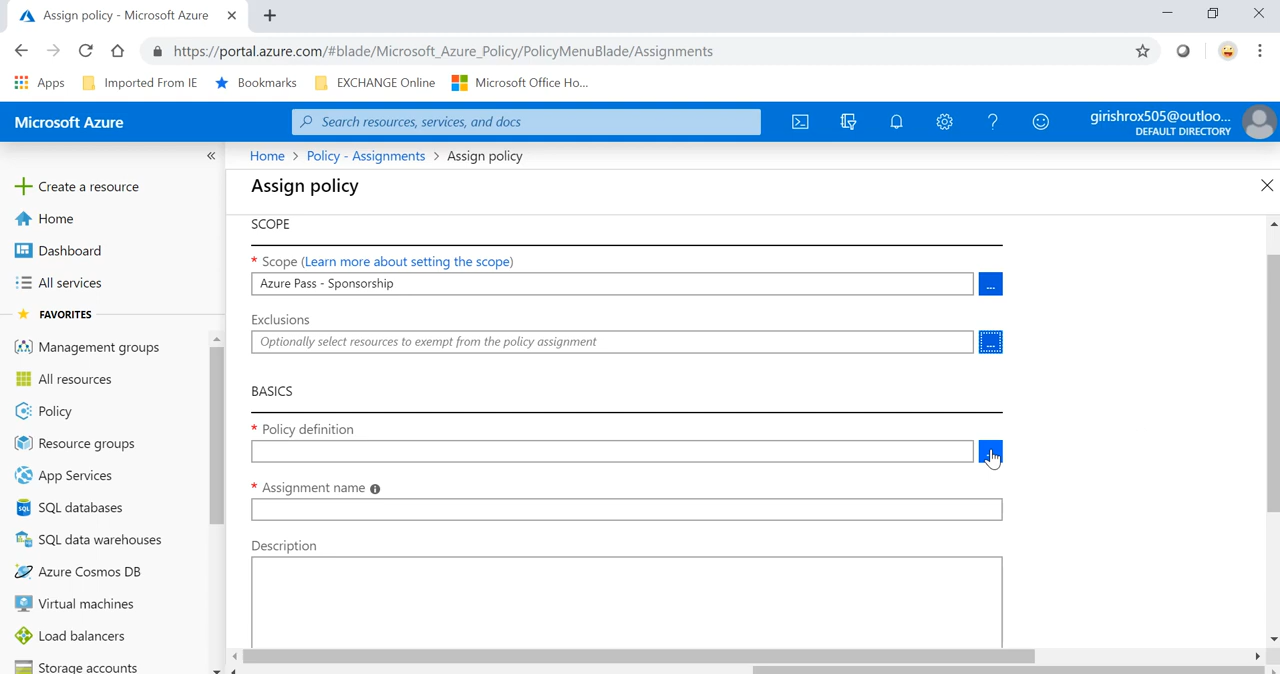 Assign policy - Microsoft Azure
https://portal.azure.com/#blade/Microsoft_Azure_Policy/PolicyMenuBlade/Assignments
Apps Imported From IE Bookmarks EXCHANGE Online Microsoft Office Ho...
Microsoft Azure Search resources, services, and docs girishrox505@outloo...
DEFAULT DIRECTORY
Home > Policy - Assignments > Assign policy
Assign policy
Create a resource
Home
Dashboard
All services
FAVORITES
Management groups
All resources
Policy
Resource groups
App Services
SQL databases
SQL data warehouses
Azure Cosmos DB
Virtual machines
Load balancers
Storage accounts
SCOPE
* Scope (Learn more about setting the scope)
Azure Pass - Sponsorship ...
Exclusions
Optionally select resources to exempt from the policy assignment ...
BASICS
* Policy definition
* Assignment name
Description